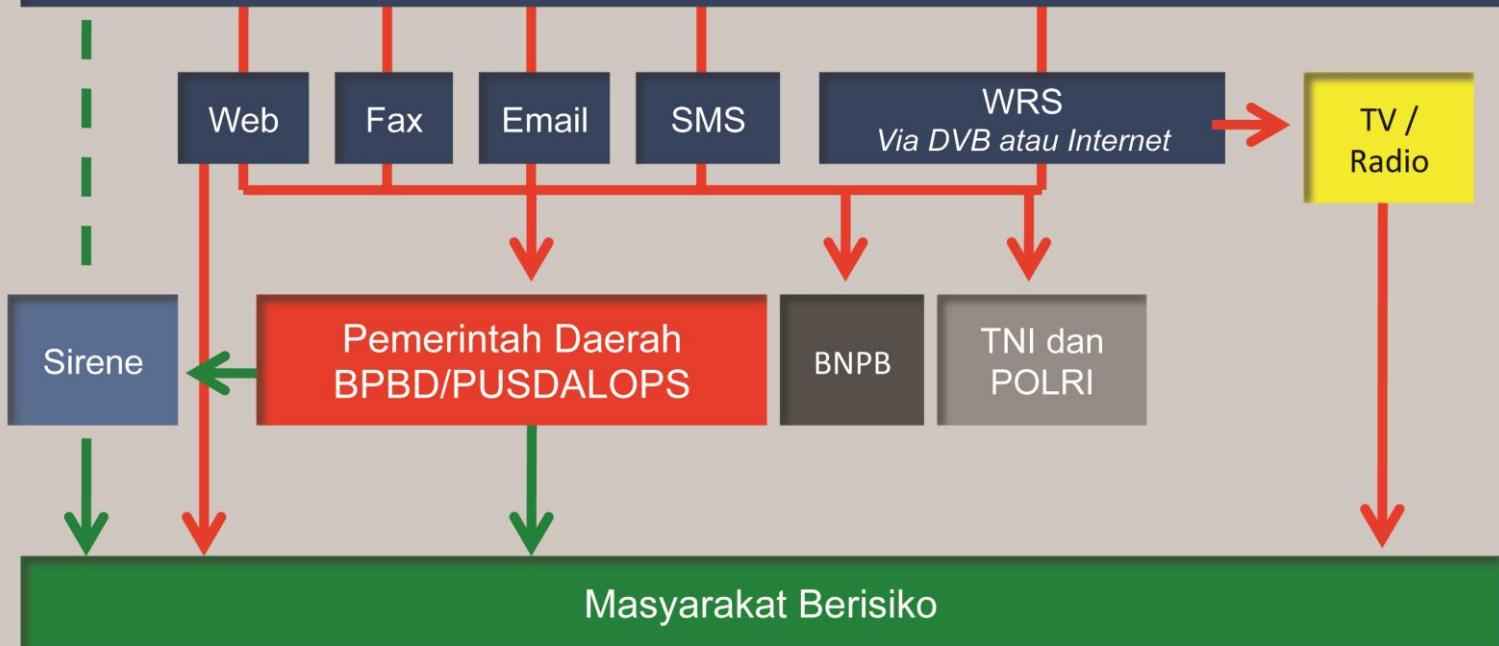 Web
Fax
Email
SMS
WRS
Via DVB atau Internet
TV /
Radio
Sirene
Pemerintah Daerah
BPBD/PUSDALOPS
BNPB
TNI dan
POLRI
Masyarakat Berisiko